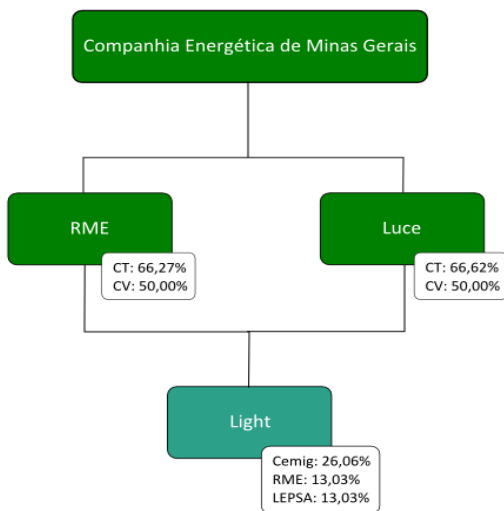 Companhia Energética de Minas Gerais
RME
Luce
CT: 66,27%
CV: 50,00%
CT: 66,62%
CV: 50,00%
Light
Cemig: 26,06%
RME: 13,03%
LEPSA: 13,03%